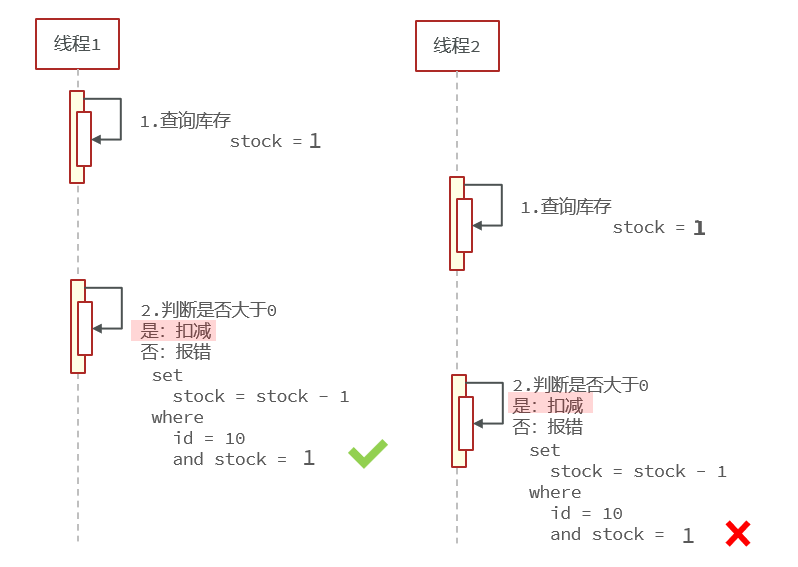 线程1
1.查询库存
stock = 1
2.判断是否大于0
是: 扣减
否: 报错
set
stock = stock - 1
where
id = 10
and stock = 1
线程2
1.查询库存
stock = 1
2.判断是否大于0
是: 扣减
否: 报错
set
stock = stock - 1
where
id = 10
and stock = 1